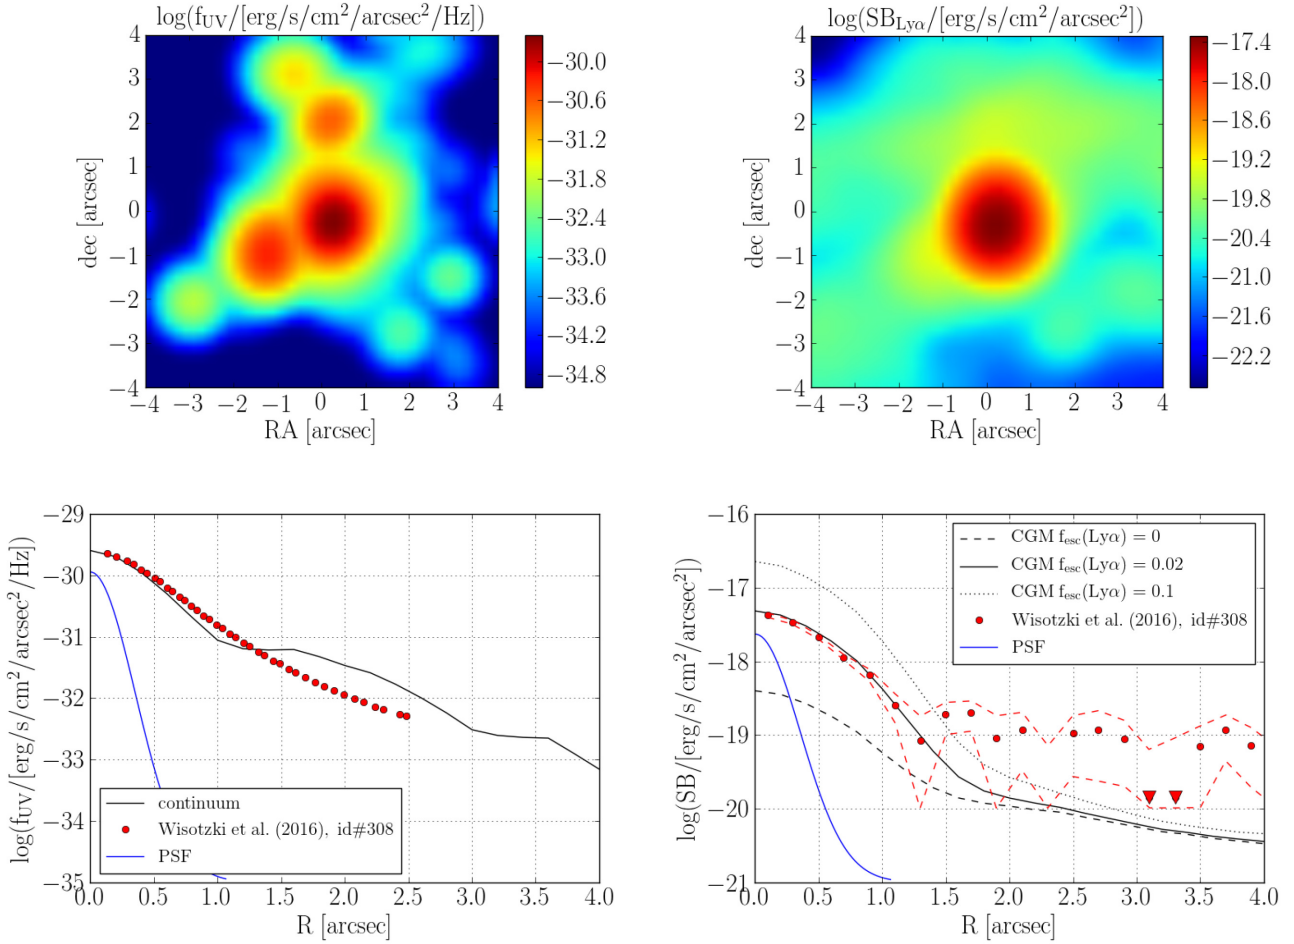 log(f_UV/[erg/s/cm²/arcsec²/Hz])
4
3
2
1
0
−1
−2
−3
−4
dec [arcsec]
−4 −3 −2 −1 0 1 2 3 4
RA [arcsec]
−30.0
−30.6
−31.2
−31.8
−32.4
−33.0
−33.6
−34.2
−34.8
log(SB_Lyα/[erg/s/cm²/arcsec²])
4
3
2
1
0
−1
−2
−3
−4
dec [arcsec]
−4 −3 −2 −1 0 1 2 3 4
RA [arcsec]
−17.4
−18.0
−18.6
−19.2
−19.8
−20.4
−21.0
−21.6
−22.2
log(f_UV/[erg/s/cm²/arcsec²/Hz])
−29
−30
−31
−32
−33
−34
−35
continuum
Wisotzki et al. (2016), id#308
PSF
0.0 0.5 1.0 1.5 2.0 2.5 3.0 3.5 4.0
R [arcsec]
log(SB/[erg/s/cm²/arcsec²])
−16
−17
−18
−19
−20
−21
CGM f_esc(Lyα) = 0
CGM f_esc(Lyα) = 0.02
CGM f_esc(Lyα) = 0.1
Wisotzki et al. (2016), id#308
PSF
0.0 0.5 1.0 1.5 2.0 2.5 3.0 3.5 4.0
R [arcsec]